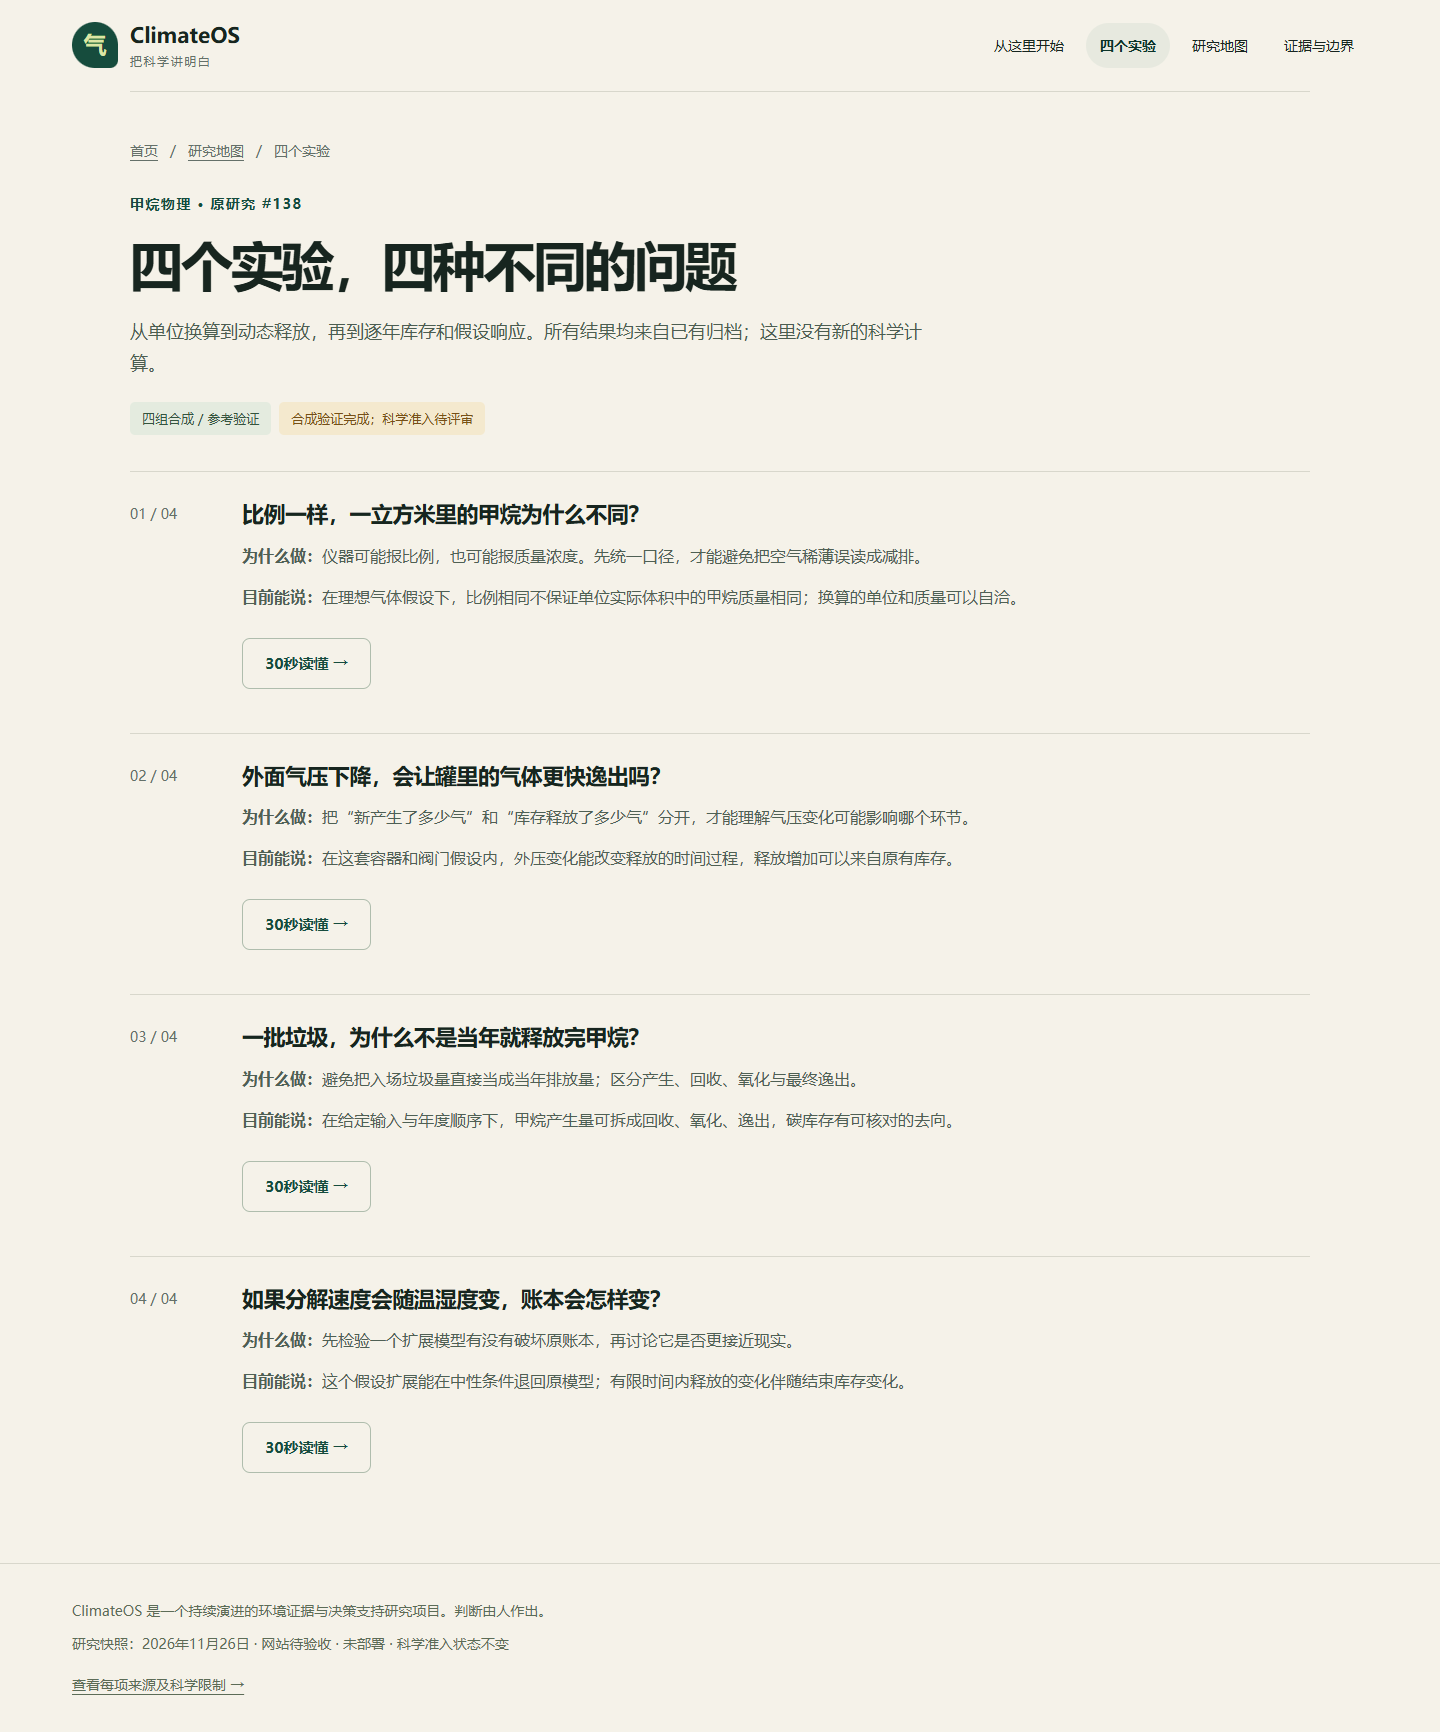 气
ClimateOS
把科学讲明白
从这里开始
四个实验
研究地图
证据与边界
首页 / 研究地图 / 四个实验
甲烷物理 • 原研究 #138
四个实验，四种不同的问题
从单位换算到动态释放，再到逐年库存和假设响应。所有结果均来自已有归档；这里没有新的科学计
算。
四组合成 / 参考验证
合成验证完成；科学准入待评审
01 / 04
比例一样，一立方米里的甲烷为什么不同？
为什么做：仪器可能报比例，也可能报质量浓度。先统一口径，才能避免把空气稀薄误读成减排。
目前能说：在理想气体假设下，比例相同不保证单位实际体积中的甲烷质量相同；换算的单位和质量可以自洽。
30秒读懂 →
02 / 04
外面气压下降，会让罐里的气体更快逸出吗？
为什么做：把“新产生了多少气”和“库存释放了多少气”分开，才能理解气压变化可能影响哪个环节。
目前能说：在这套容器和阀门假设内，外压变化能改变释放的时间过程，释放增加可以来自原有库存。
30秒读懂 →
03 / 04
一批垃圾，为什么不是当年就释放完甲烷？
为什么做：避免把入场垃圾量直接当成当年排放量；区分产生、回收、氧化与最终逸出。
目前能说：在给定输入与年度顺序下，甲烷产生量可拆成回收、氧化、逸出，碳库存有可核对的去向。
30秒读懂 →
04 / 04
如果分解速度会随温湿度变，账本会怎样变？
为什么做：先检验一个扩展模型有没有破坏原账本，再讨论它是否更接近现实。
目前能说：这个假设扩展能在中性条件退回原模型；有限时间内释放的变化伴随结束库存变化。
30秒读懂 →
ClimateOS 是一个持续演进的环境证据与决策支持研究项目。判断由人作出。
研究快照：2026年11月26日 · 网站待验收 · 未部署 · 科学准入状态不变
查看每项来源及科学限制 →